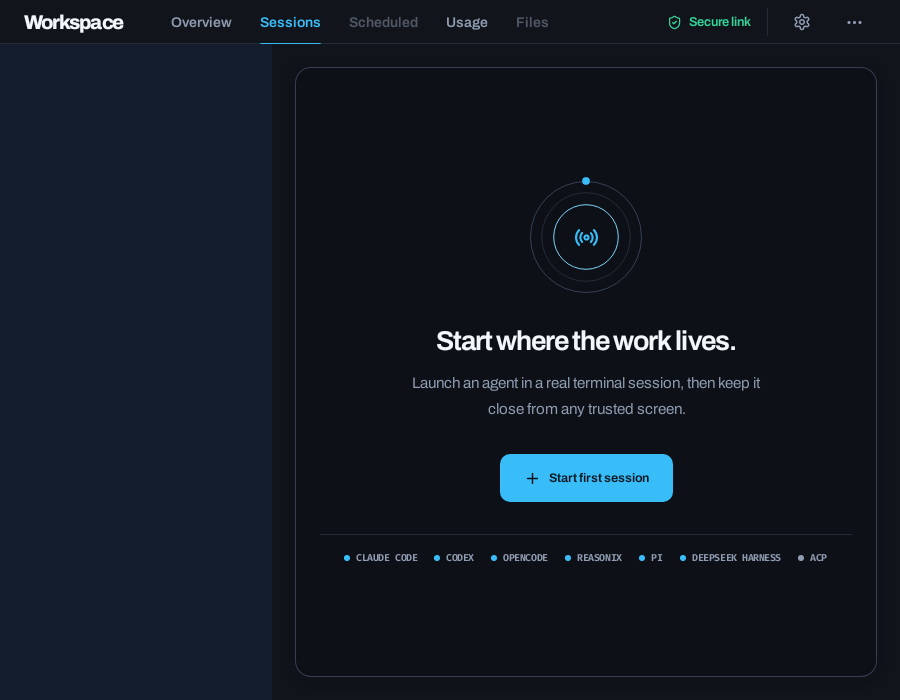 Workspace Overview Sessions Scheduled Usage Files Secure link
Start where the work lives.
Launch an agent in a real terminal session, then keep it
close from any trusted screen.
Start first session
CLAUDE CODE CODEX OPENCODE REASONIX PI DEEPSEEK HARNESS ACP